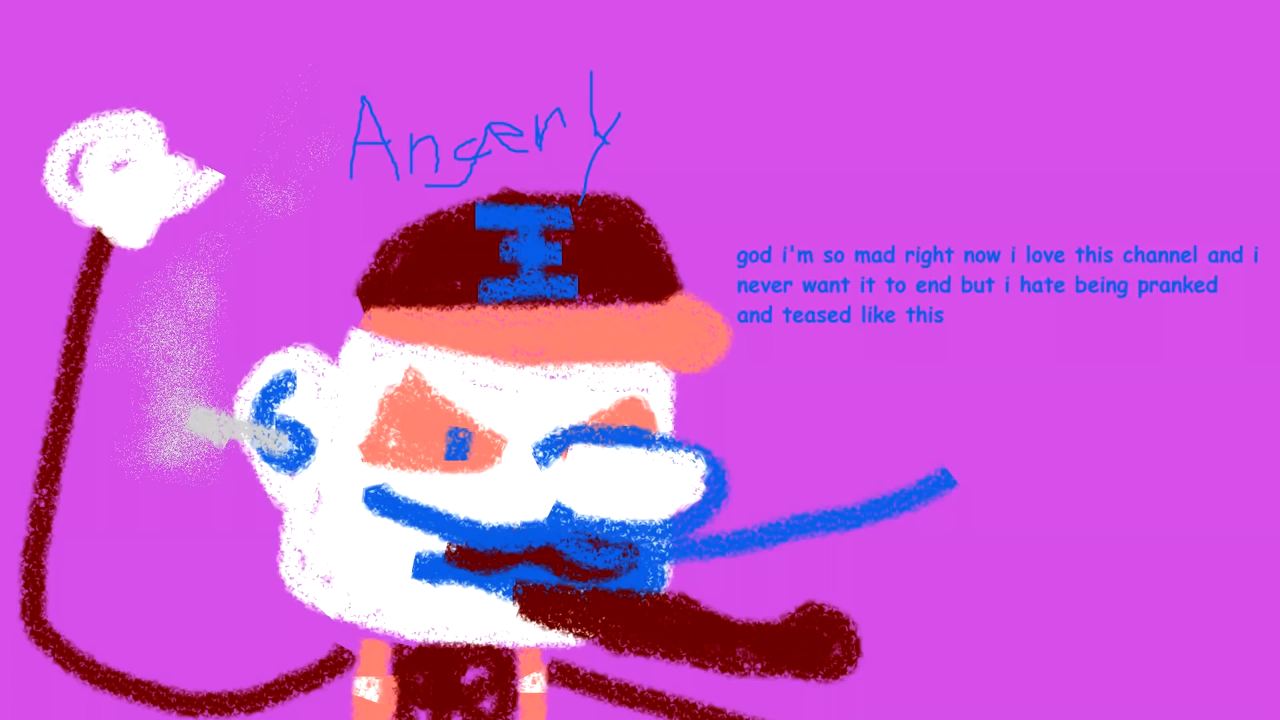 Angery
I
god i'm so mad right now i love this channel and i
never want it to end but i hate being pranked
and teased like this